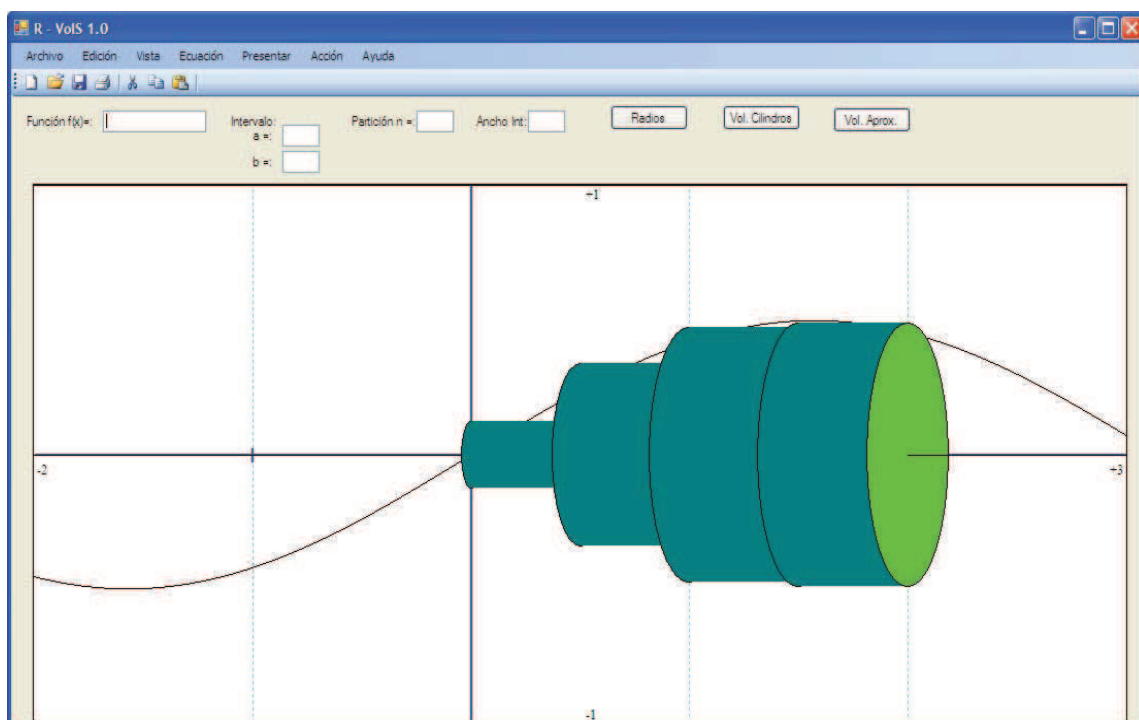 R - VolS 1.0
Archivo Edición Vista Ecuación Presentar Acción Ayuda
Función f(x)=: Intervalo: Partición n =: Ancho Int: Radios Vol. Cilindros Vol. Aprox.
a =:
b =:
+1
-2 +3
-1